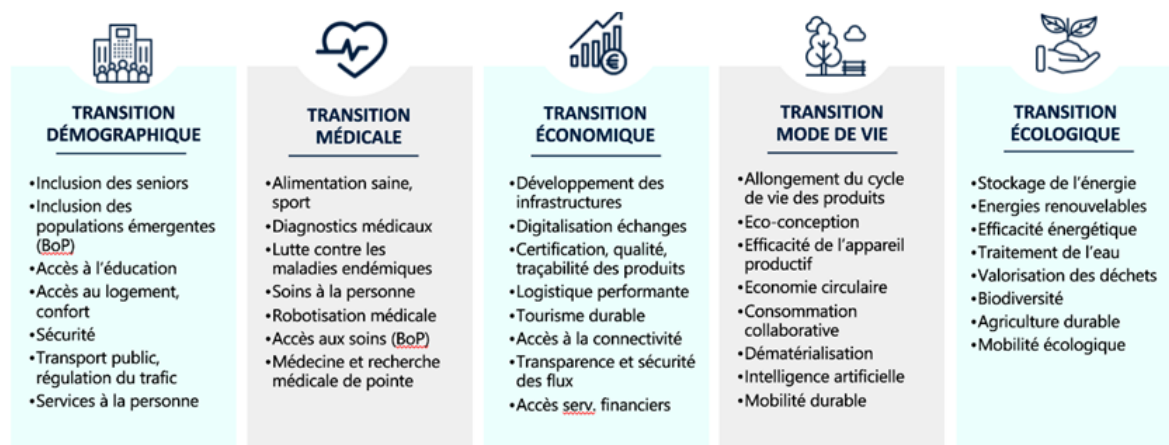 TRANSITION
DÉMOGRAPHIQUE
•Inclusion des seniors
•Inclusion des
populations émergentes
(BoP)
•Accès à l'éducation
•Accès au logement,
confort
•Sécurité
•Transport public,
régulation du trafic
•Services à la personne
TRANSITION
MÉDICALE
•Alimentation saine,
sport
•Diagnostics médicaux
•Lutte contre les
maladies endémiques
•Soins à la personne
•Robotisation médicale
•Accès aux soins (BoP)
•Médecine et recherche
médicale de pointe
€
TRANSITION
ÉCONOMIQUE
•Développement des
infrastructures
•Digitalisation échanges
•Certification, qualité,
traçabilité des produits
•Logistique performante
•Tourisme durable
•Accès à la connectivité
•Transparence et sécurité
des flux
•Accès serv. financiers
TRANSITION
MODE DE VIE
•Allongement du cycle
de vie des produits
•Eco-conception
•Efficacité de l'appareil
productif
•Economie circulaire
•Consommation
collaborative
•Dématérialisation
•Intelligence artificielle
•Mobilité durable
TRANSITION
ÉCOLOGIQUE
•Stockage de l'énergie
•Energies renouvelables
•Efficacité énergétique
•Traitement de l'eau
•Valorisation des déchets
•Biodiversité
•Agriculture durable
•Mobilité écologique